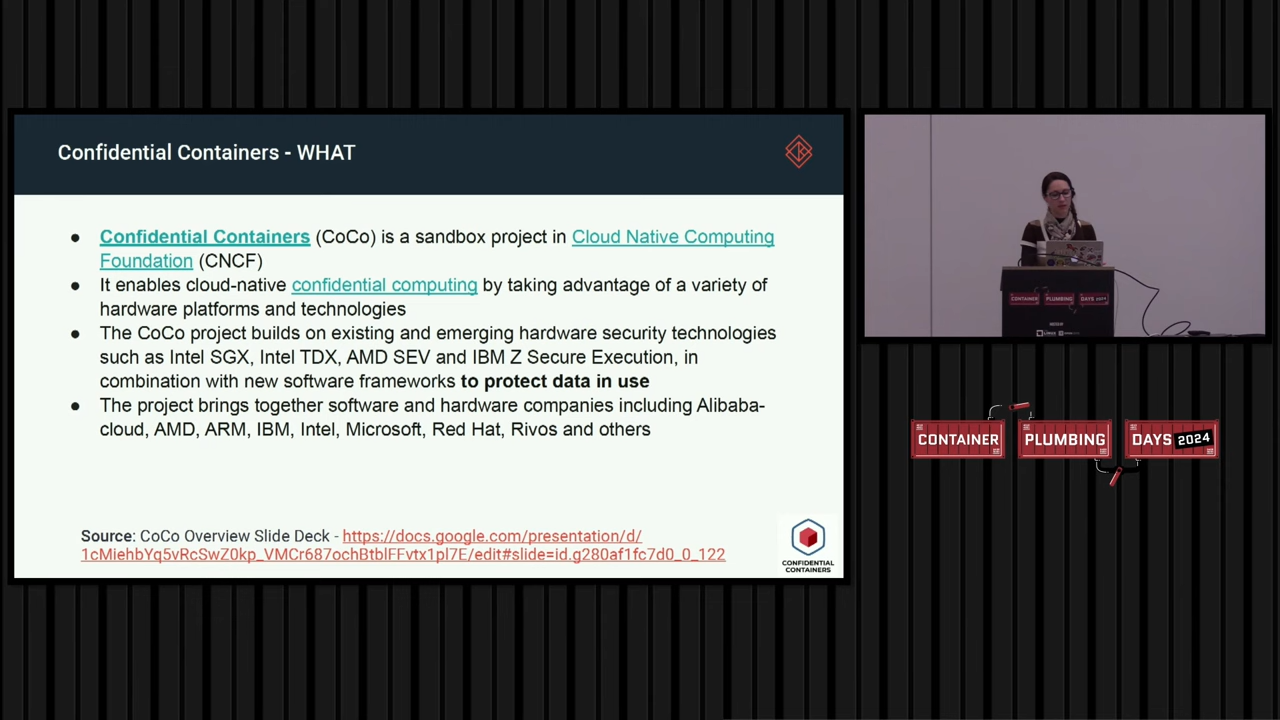 Confidential Containers - WHAT
● Confidential Containers (CoCo) is a sandbox project in Cloud Native Computing
Foundation (CNCF)
● It enables cloud-native confidential computing by taking advantage of a variety of
hardware platforms and technologies
● The CoCo project builds on existing and emerging hardware security technologies
such as Intel SGX, Intel TDX, AMD SEV and IBM Z Secure Execution, in
combination with new software frameworks to protect data in use
● The project brings together software and hardware companies including Alibaba-
cloud, AMD, ARM, IBM, Intel, Microsoft, Red Hat, Rivos and others
Source: CoCo Overview Slide Deck - https://docs.google.com/presentation/d/
1cMiehbYq5vRcSwZ0kp_VMCr687ochBtblFFvtx1pl7E/edit#slide=id.g280af1fc7d0_0_122
CONFIDENTIAL
CONTAINERS
CONTAINER PLUMBING DAYS 2024
CONTAINER PLUMBING DAYS 2024